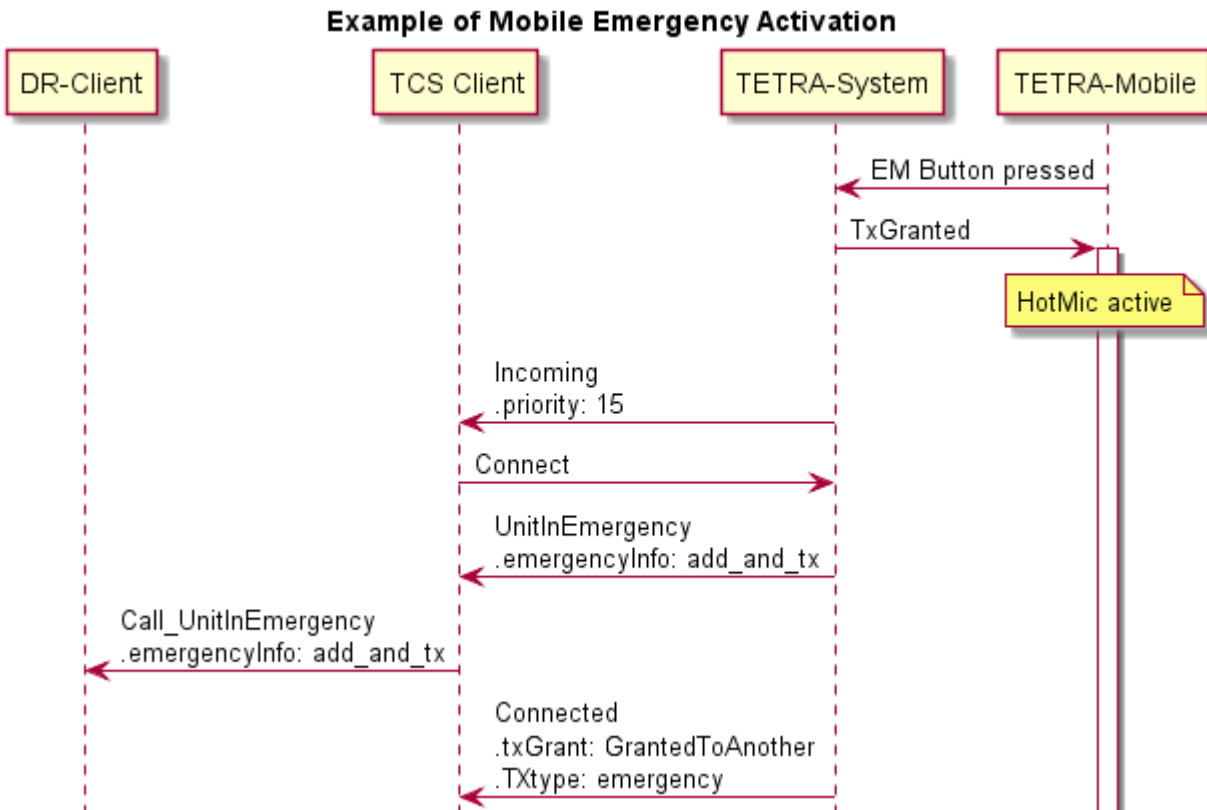 Example of Mobile Emergency Activation
DR-Client
TCS Client
TETRA-System
TETRA-Mobile
EM Button pressed
TxGranted
HotMic active
Incoming
.priority: 15
Connect
UnitInEmergency
.emergencyInfo: add_and_tx
Call_UnitInEmergency
.emergencyInfo: add_and_tx
Connected
.txGrant: GrantedToAnother
.TXtype: emergency